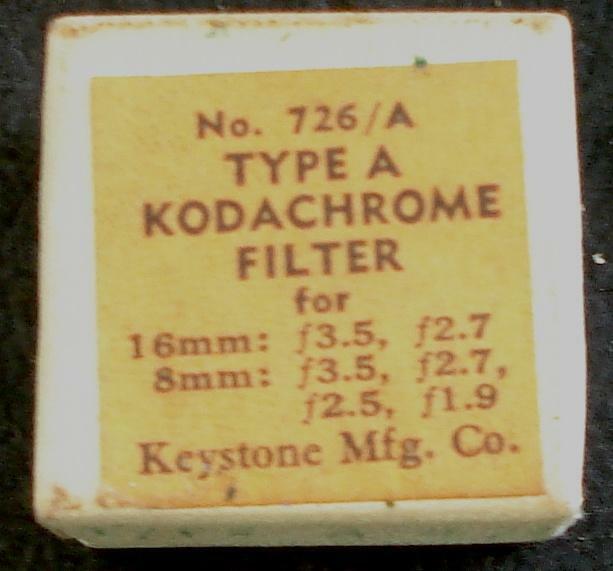 No. 726/A
TYPE A
KODACHROME
FILTER
for
16mm: f3.5, f2.7
8mm: f3.5, f2.7,
f2.5, f1.9
Keystone Mfg. Co.